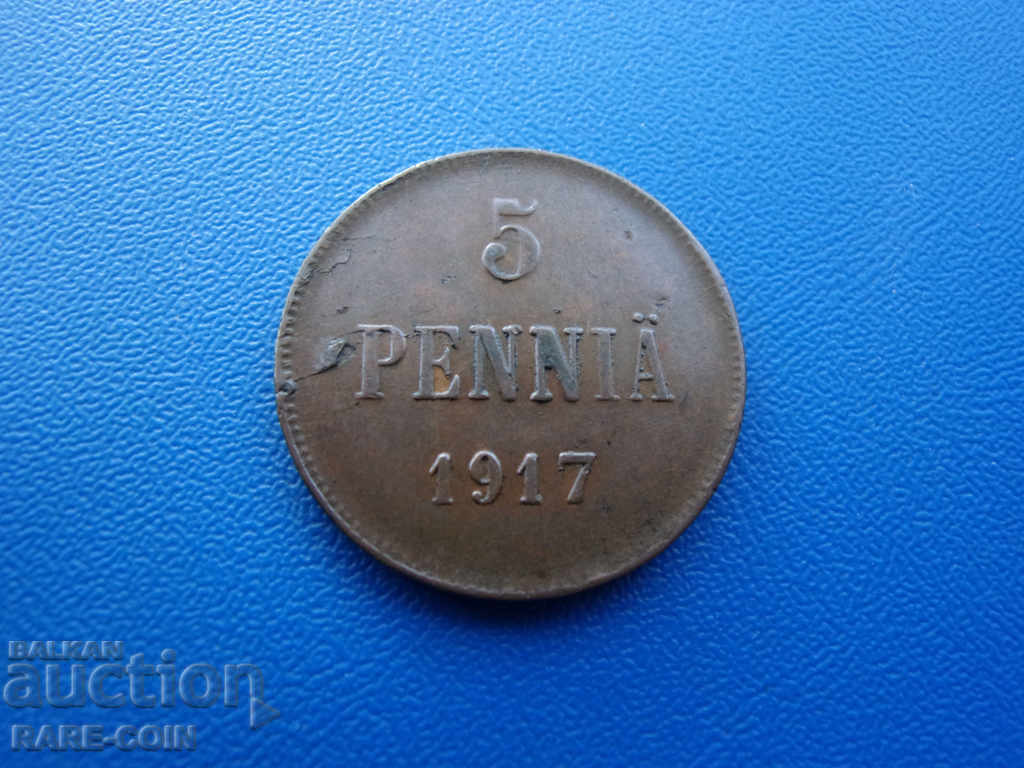 5
PENNIÄ
1917
BALKAN
auction
RARE-COIN